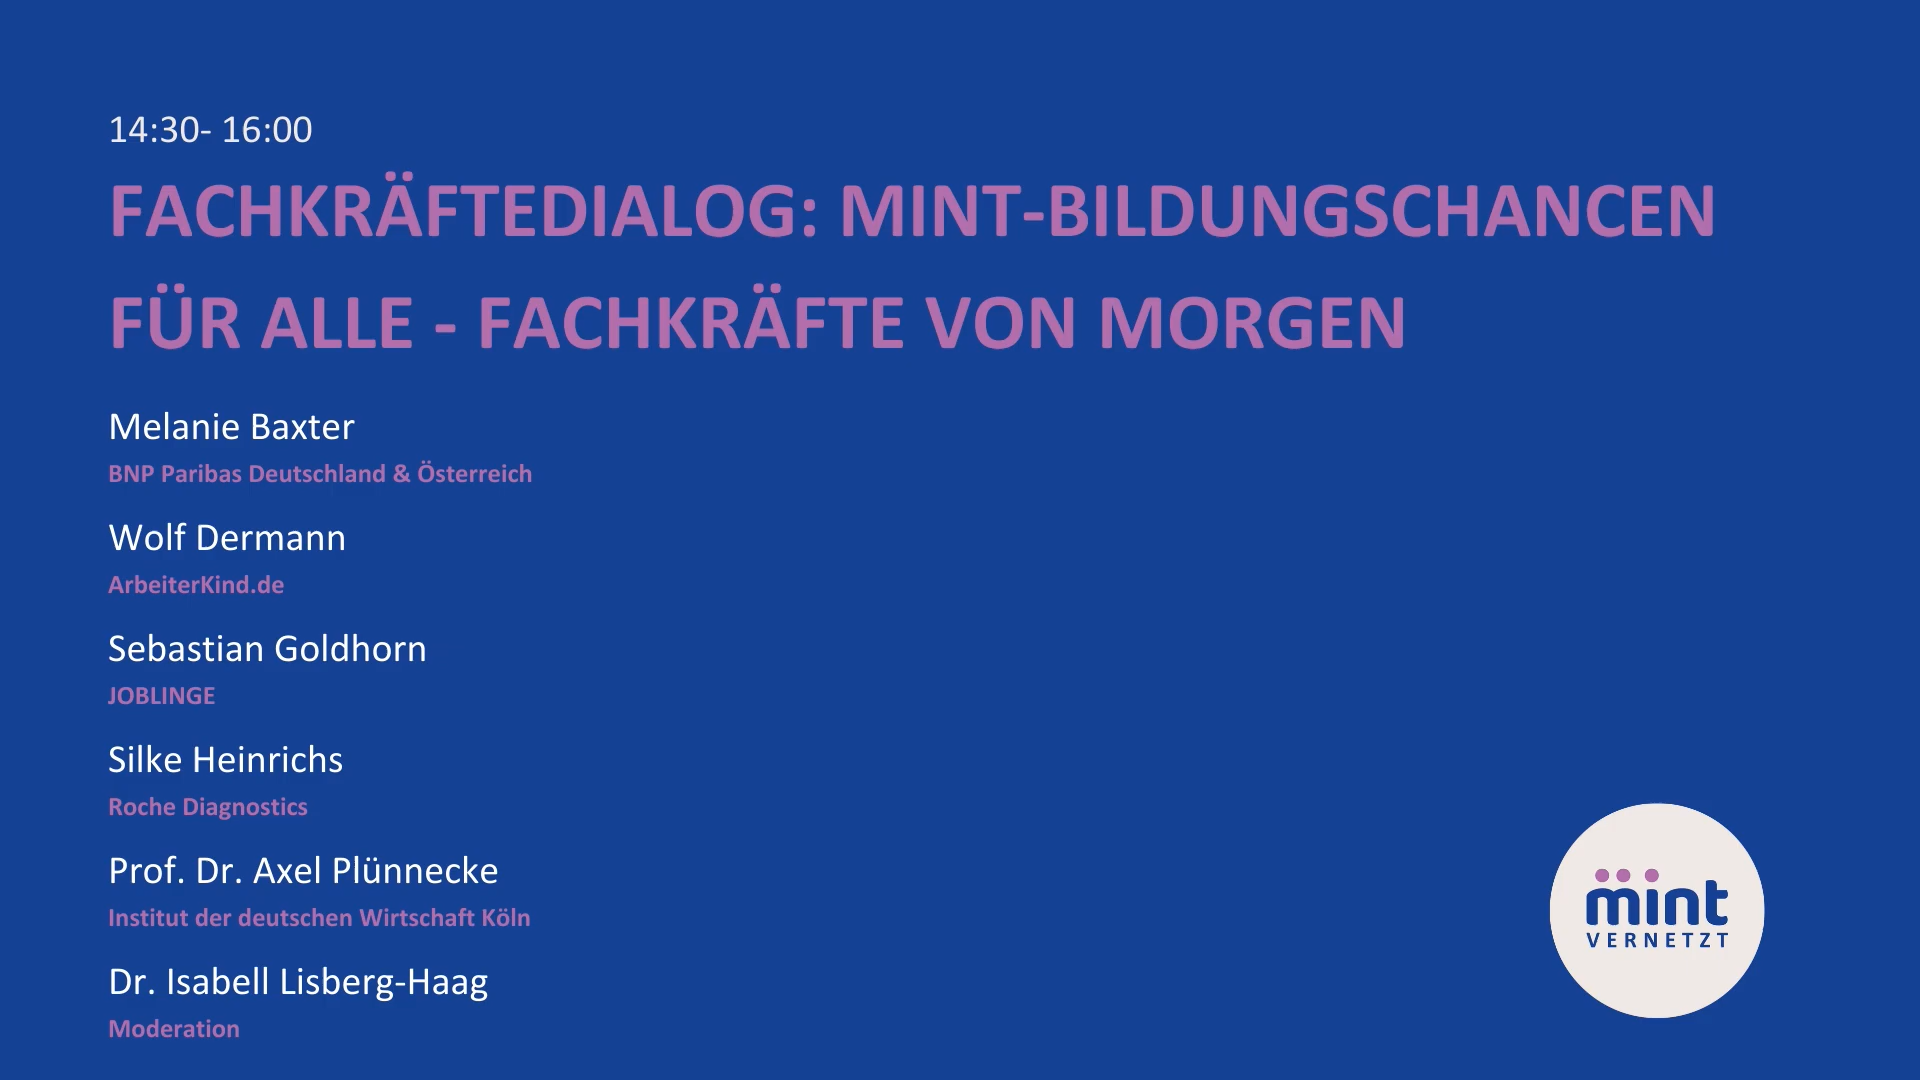 14:30- 16:00
FACHKRÄFTEDIALOG: MINT-BILDUNGSCHANCEN
FÜR ALLE - FACHKRÄFTE VON MORGEN
Melanie Baxter
BNP Paribas Deutschland & Österreich
Wolf Dermann
ArbeiterKind.de
Sebastian Goldhorn
JOBLINGE
Silke Heinrichs
Roche Diagnostics
Prof. Dr. Axel Plünnecke
Institut der deutschen Wirtschaft Köln
Dr. Isabell Lisberg-Haag
Moderation
mint
VERNETZT